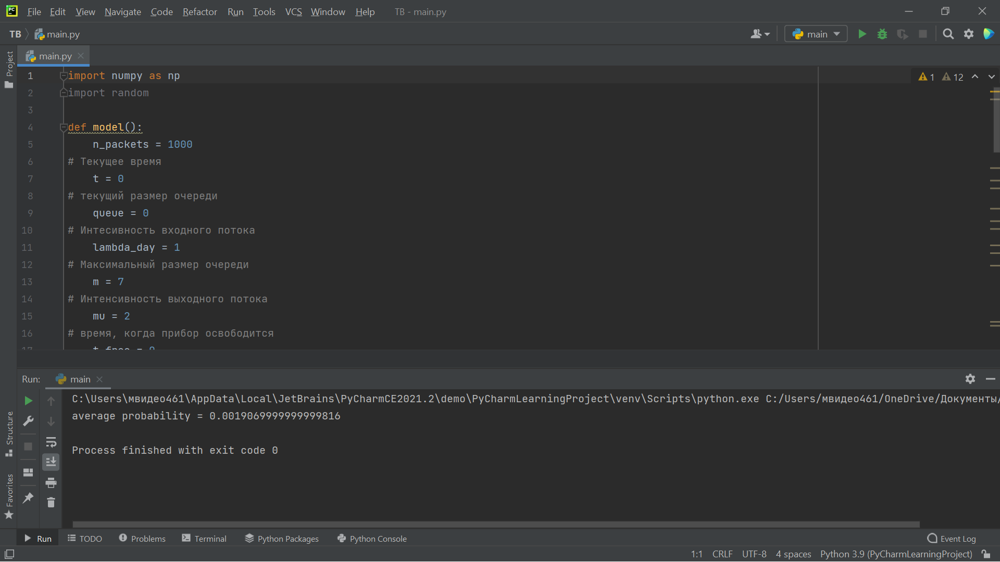 PC File Edit View Navigate Code Refactor Run Tools VCS Window Help TB - main.py
TB main.py main
Project
main.py
1 import numpy as np 1 12
2 import random
3
4 def model():
5 n_packets = 1000
6 # Текущее время
7 t = 0
8 # текущий размер очереди
9 queue = 0
10 # Интесивность входного потока
11 lambda_day = 1
12 # Максимальный размер очереди
13 m = 7
14 # Интенсивность выходного потока
15 mu = 2
16 # время, когда прибор освободится
17 t_free = 0
Run: main
C:\Users\мвидео461\AppData\Local\JetBrains\PyCharmCE2021.2\demo\PyCharmLearningProject\venv\Scripts\python.exe C:/Users/мвидео461/OneDrive/Документы/
average probability = 0.0019069999999999816
Process finished with exit code 0
Structure
Favorites
Run TODO Problems Terminal Python Packages Python Console Event Log
1:1 CRLF UTF-8 4 spaces Python 3.9 (PyCharmLearningProject)